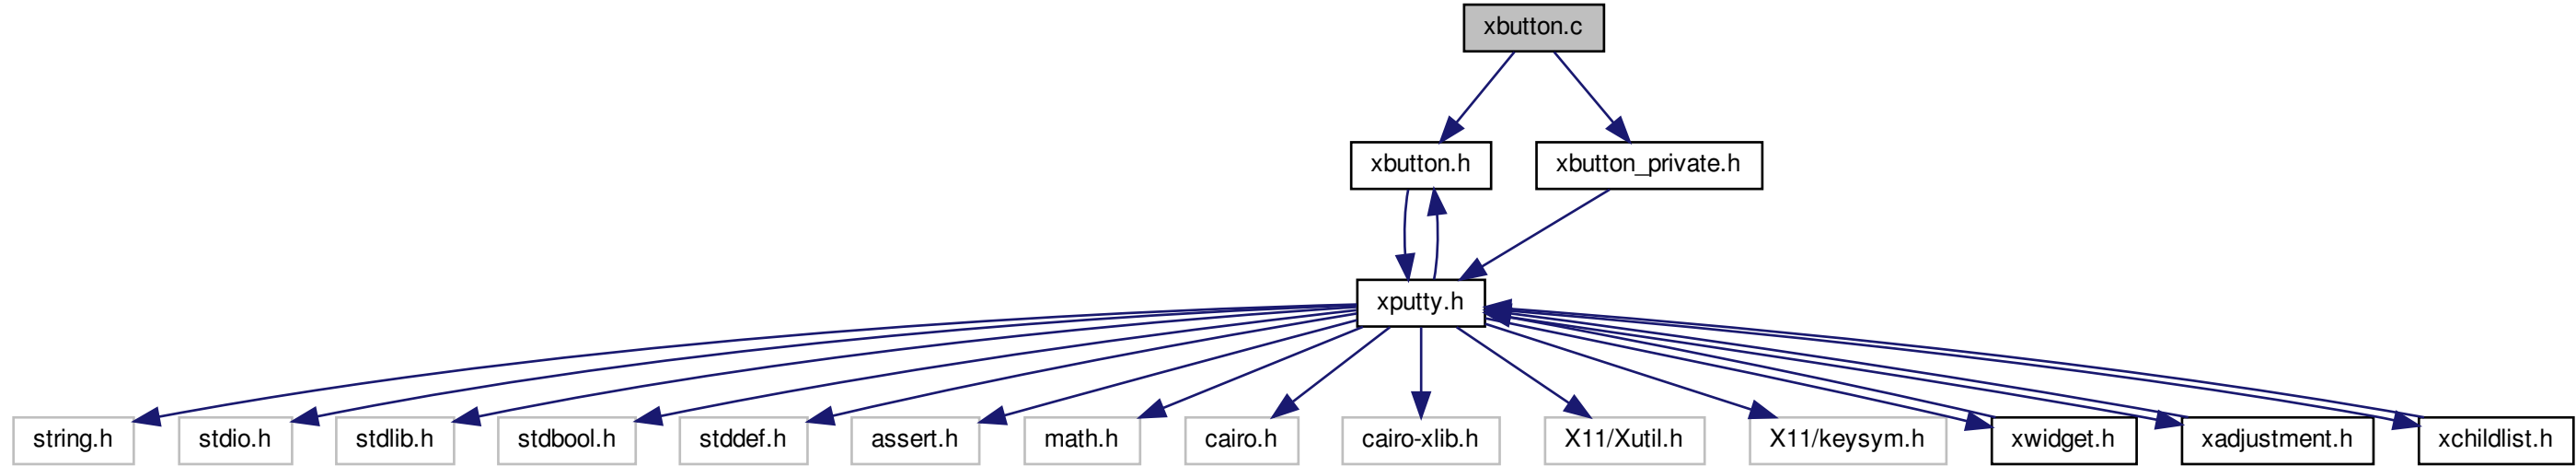 xbutton.c
xbutton.h
xbutton_private.h
xputty.h
string.h
stdio.h
stdlib.h
stdbool.h
stddef.h
assert.h
math.h
cairo.h
cairo-xlib.h
X11/Xutil.h
X11/keysym.h
xwidget.h
xadjustment.h
xchildlist.h